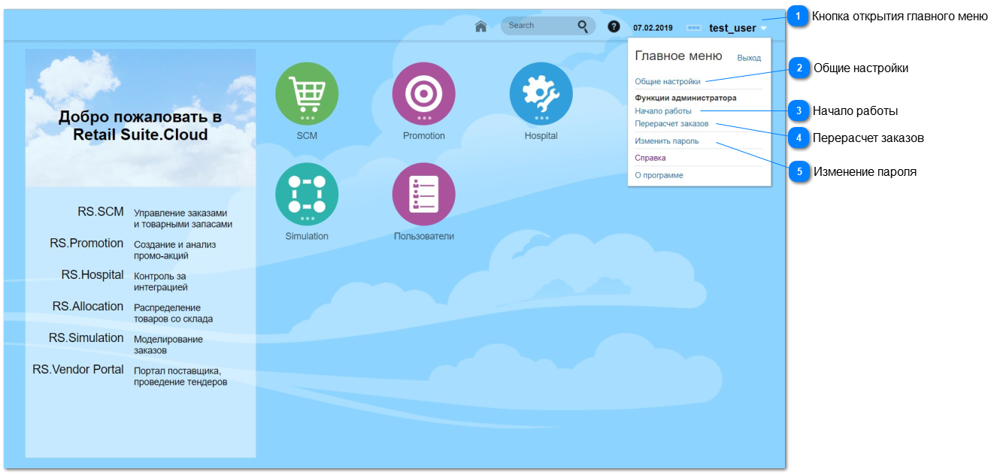 Search
07.02.2019
test_user
1 Кнопка открытия главного меню
Главное меню
Выход
Общие настройки
2 Общие настройки
Функции администратора
Начало работы
3 Начало работы
Перерасчет заказов
4 Перерасчет заказов
Изменить пароль
5 Изменение пароля
Справка
О программе
Добро пожаловать в
Retail Suite.Cloud
RS.SCM
Управление заказами
и товарными запасами
RS.Promotion
Создание и анализ
промо-акций
RS.Hospital
Контроль за
интеграцией
RS.Allocation
Распределение
товаров со склада
RS.Simulation
Моделирование
заказов
RS.Vendor Portal
Портал поставщика,
проведение тендеров
SCM
Promotion
Hospital
Simulation
Пользователи